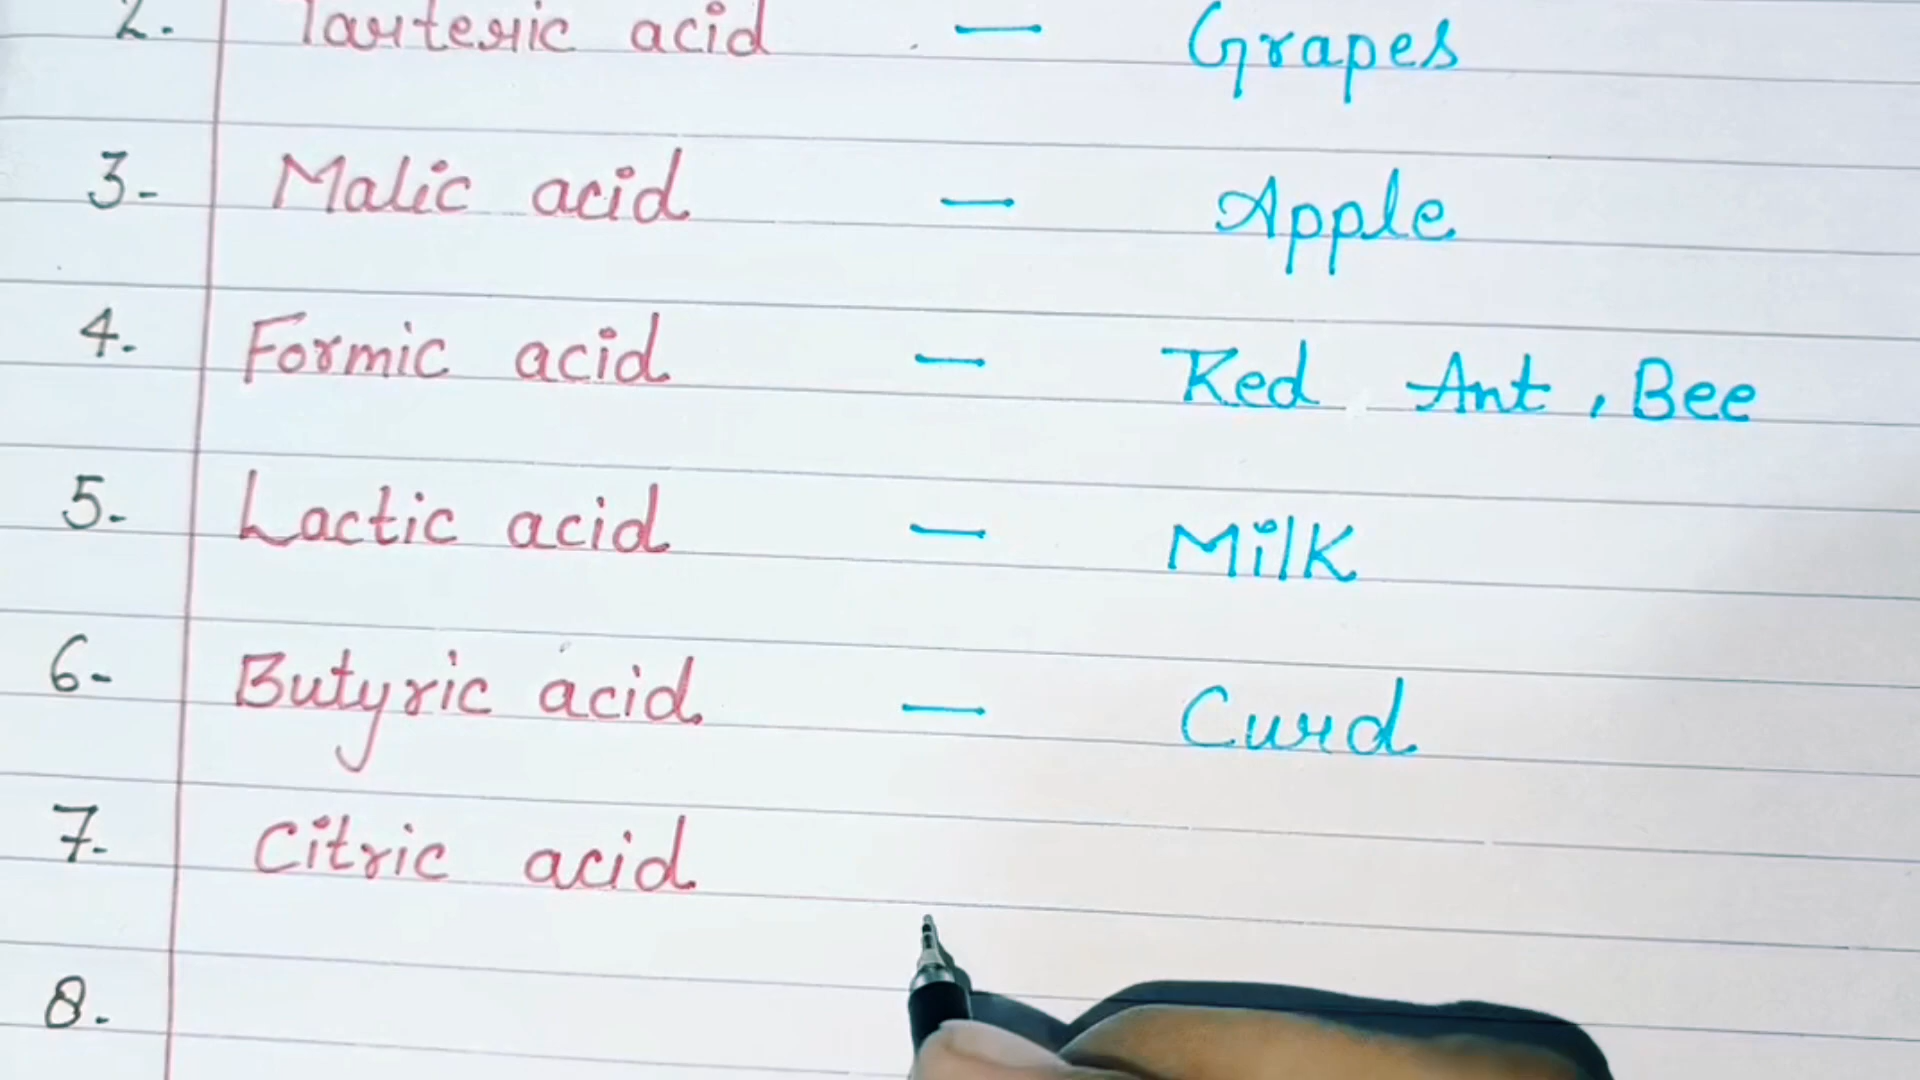 2. Tarteric acid — Grapes
3- Malic acid — Apple
4. Formic acid — Red Ant, Bee
5. Lactic acid — Milk
6- Butyric acid — Curd
7. Citric acid
8.